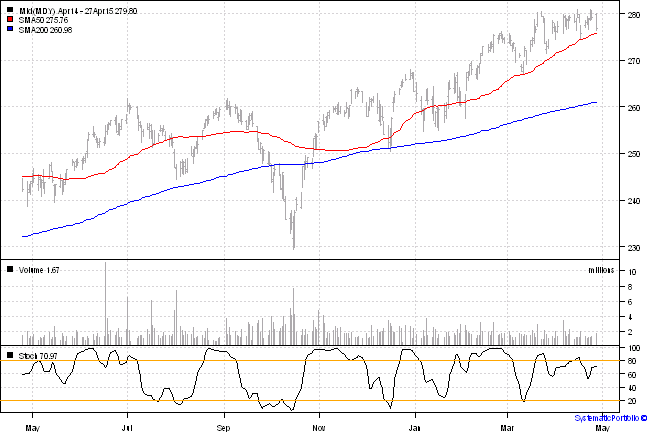 Mid(MDY) Apr14 - 27Apr15 279.80
SMA50 275.76
SMA200 260.98
280
270
260
250
240
230
Volume 1.67
millions
10
8
6
4
2
Stoch 70.97
100
80
60
40
20
May Jul Sep Nov Jan Mar May
SystematicPortfolio ©